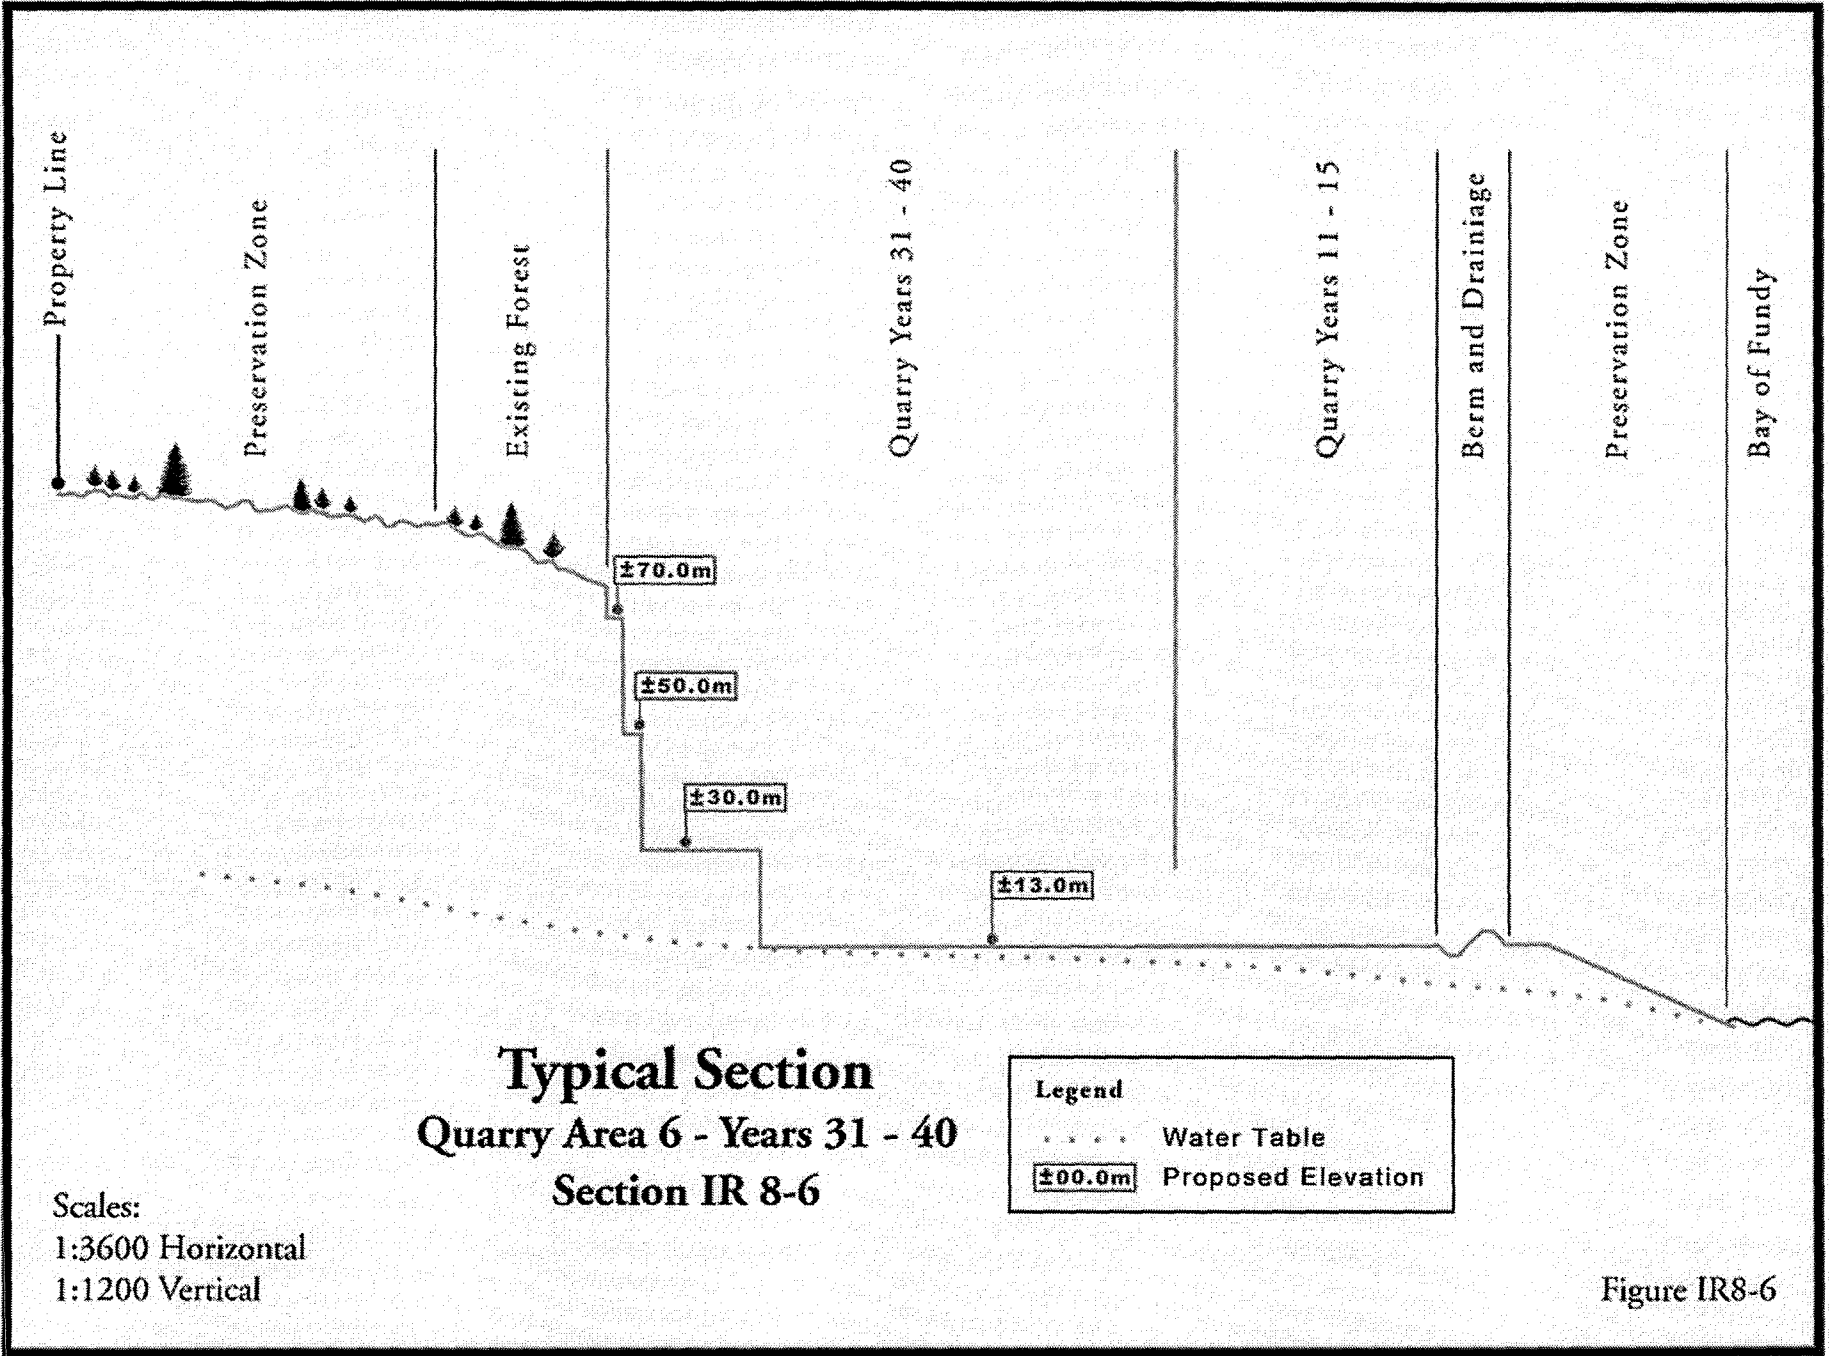 Property Line
Preservation Zone
Existing Forest
Quarry Years 31 - 40
Quarry Years 11 - 15
Berm and Drainiage
Preservation Zone
Bay of Fundy
±70.0m
±50.0m
±30.0m
±13.0m
Typical Section
Quarry Area 6 - Years 31 - 40
Section IR 8-6
Legend
Water Table
±00.0m Proposed Elevation
Scales:
1:3600 Horizontal
1:1200 Vertical
Figure IR8-6